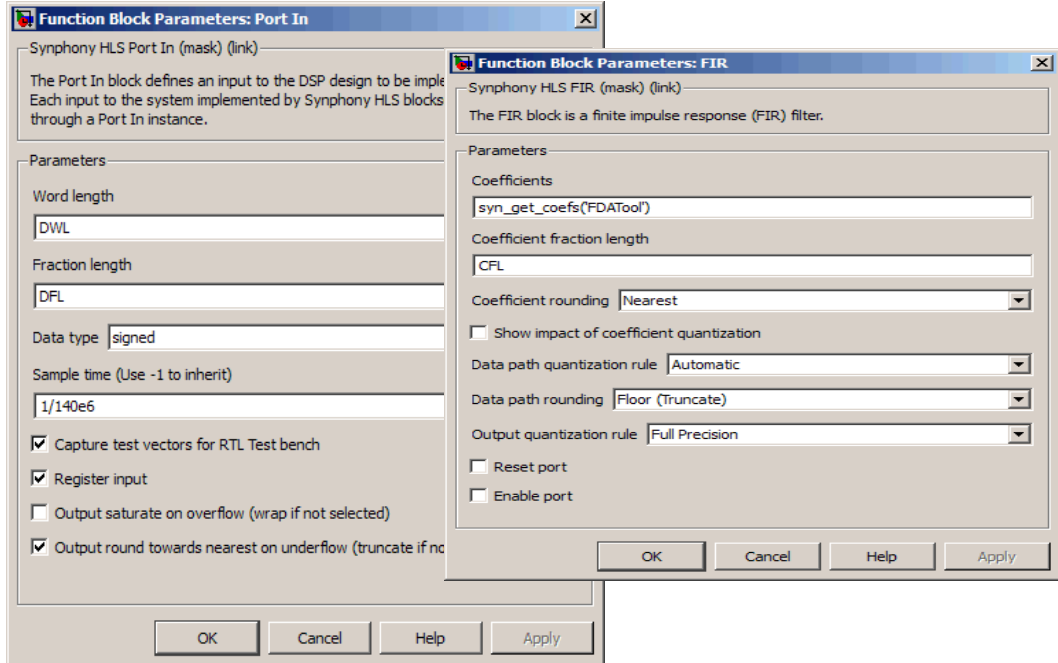 Function Block Parameters: Port In
Synphony HLS Port In (mask) (link)
The Port In block defines an input to the DSP design to be imple
Each input to the system implemented by Synphony HLS blocks
through a Port In instance.
Parameters
Word length
DWL
Fraction length
DFL
Data type signed
Sample time (Use -1 to inherit)
1/140e6
Capture test vectors for RTL Test bench
Register input
Output saturate on overflow (wrap if not selected)
Output round towards nearest on underflow (truncate if no
OK Cancel Help Apply
Function Block Parameters: FIR
Synphony HLS FIR (mask) (link)
The FIR block is a finite impulse response (FIR) filter.
Parameters
Coefficients
syn_get_coefs('FDATool')
Coefficient fraction length
CFL
Coefficient rounding Nearest
Show impact of coefficient quantization
Data path quantization rule Automatic
Data path rounding Floor (Truncate)
Output quantization rule Full Precision
Reset port
Enable port
OK Cancel Help Apply